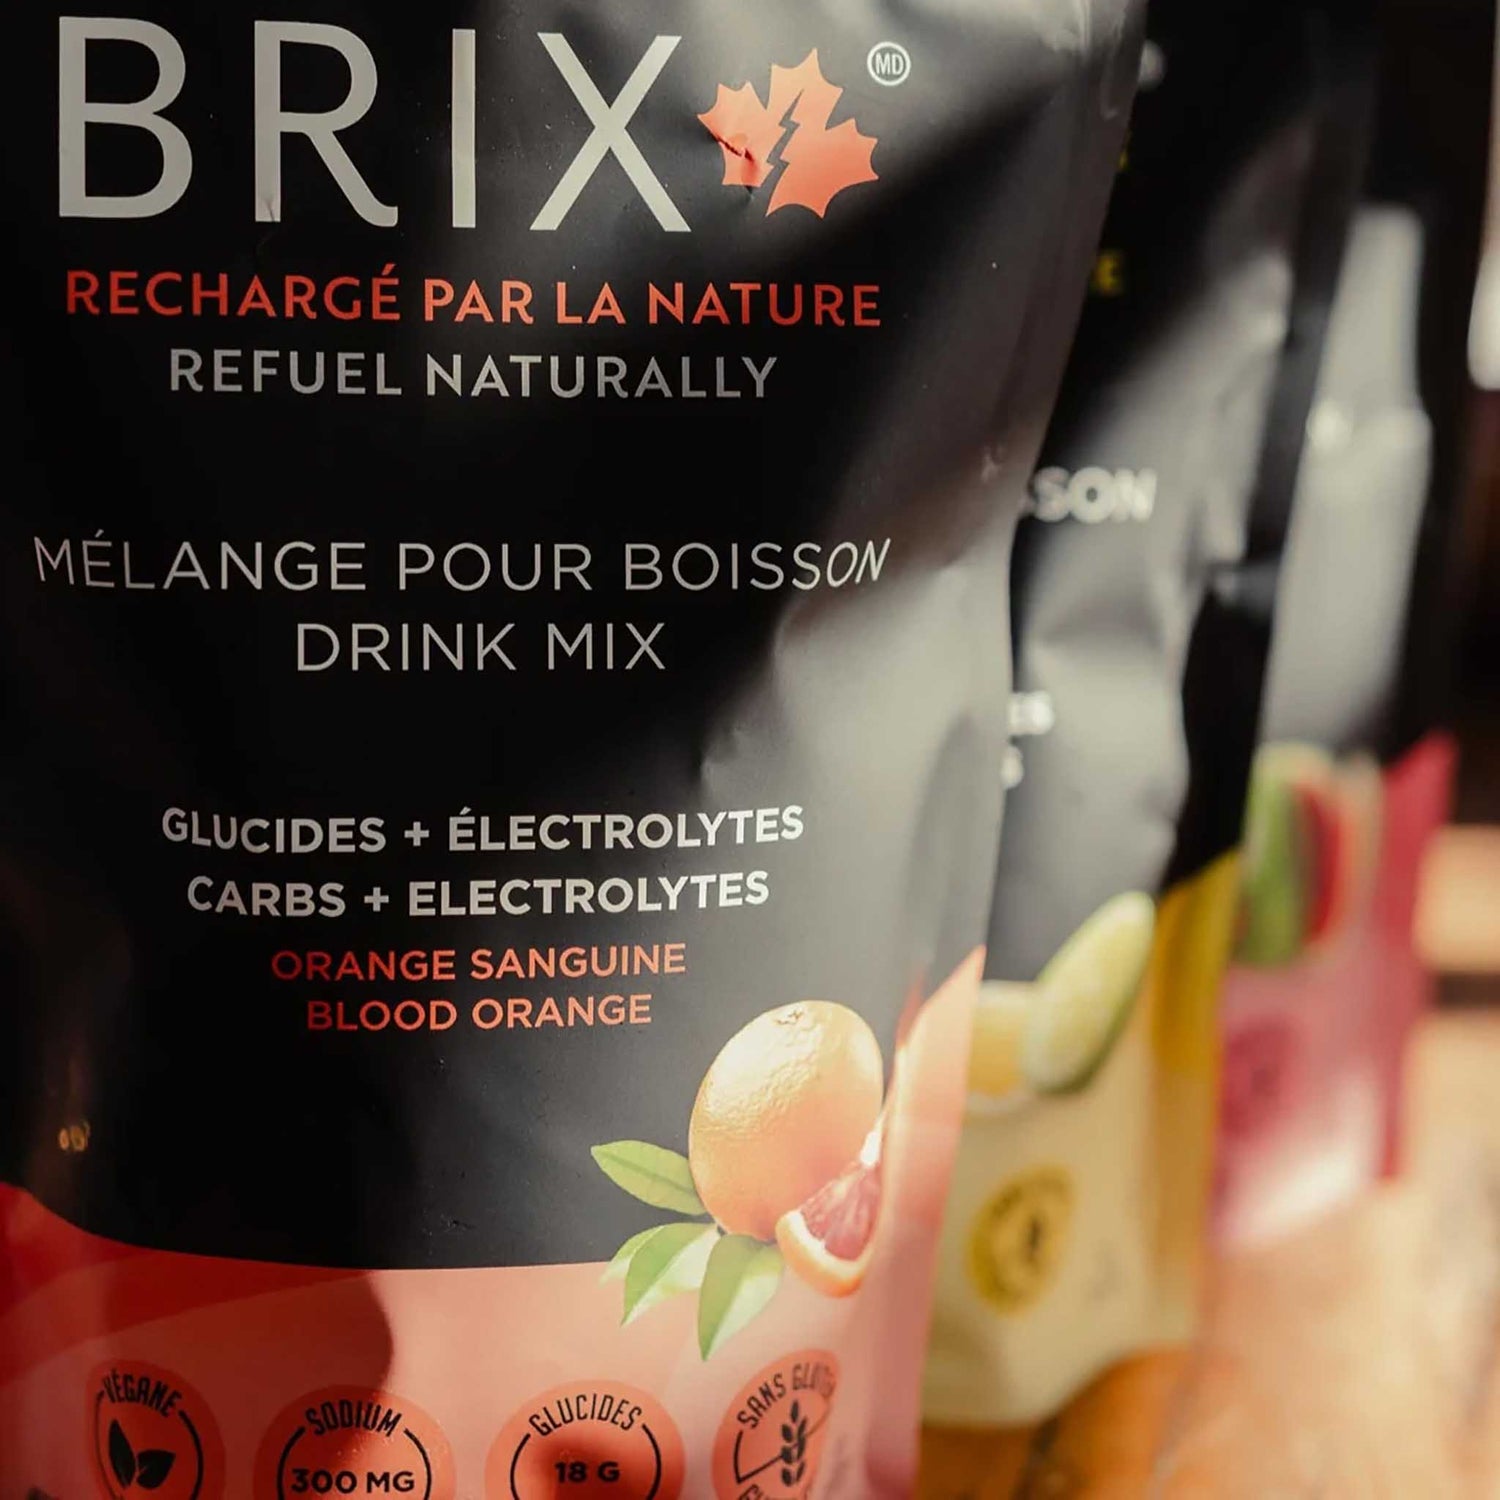 BRIX
MD
RECHARGÉ PAR LA NATURE
REFUEL NATURALLY
MÉLANGE POUR BOISSON
DRINK MIX
GLUCIDES + ÉLECTROLYTES
CARBS + ELECTROLYTES
ORANGE SANGUINE
BLOOD ORANGE
VÉGANE
SODIUM
300 MG
GLUCIDES
18 G
SANS